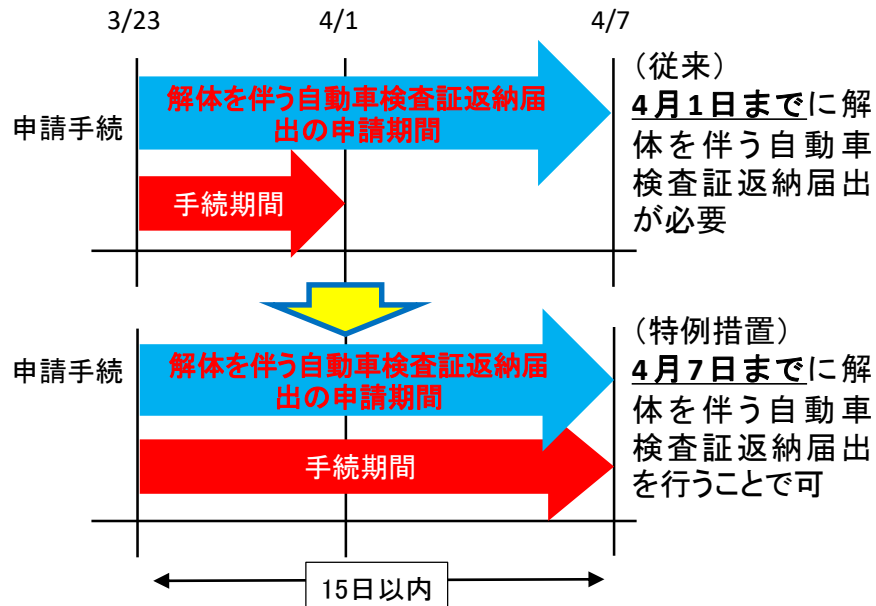 3/23
4/1
4/7
申請手続
解体を伴う自動車検査証返納届
出の申請期間
手続期間
（従来）
4月1日までに解
体を伴う自動車
検査証返納届出
が必要
申請手続
解体を伴う自動車検査証返納届
出の申請期間
手続期間
（特例措置）
4月7日までに解
体を伴う自動車
検査証返納届出
を行うことで可
15日以内